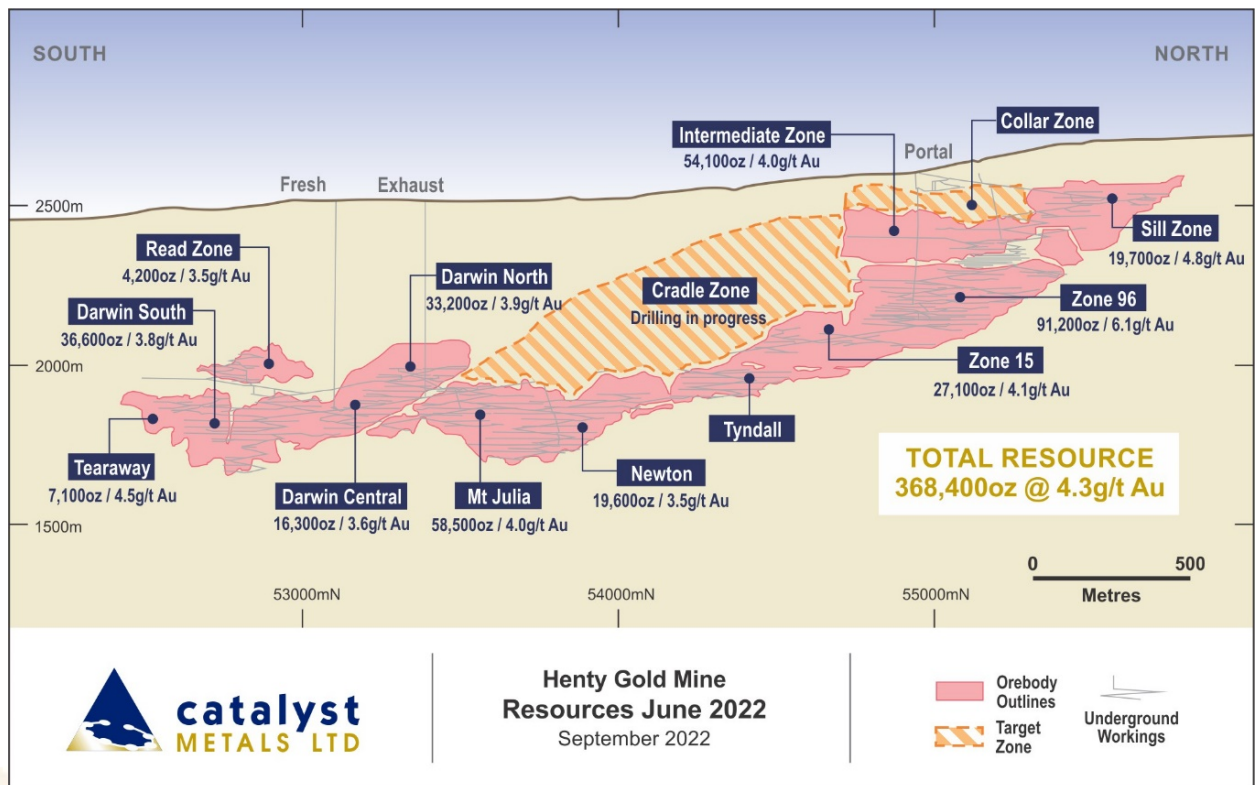 SOUTH
NORTH
Collar Zone
Intermediate Zone
54,100oz / 4.0g/t Au
Portal
Fresh
Exhaust
2500m
Sill Zone
19,700oz / 4.8g/t Au
Read Zone
4,200oz / 3.5g/t Au
Darwin North
33,200oz / 3.9g/t Au
Cradle Zone
Drilling in progress
Zone 96
91,200oz / 6.1g/t Au
Darwin South
36,600oz / 3.8g/t Au
2000m
Zone 15
27,100oz / 4.1g/t Au
Tyndall
Tearaway
7,100oz / 4.5g/t Au
Darwin Central
16,300oz / 3.6g/t Au
Mt Julia
58,500oz / 4.0g/t Au
Newton
19,600oz / 3.5g/t Au
TOTAL RESOURCE
368,400oz @ 4.3g/t Au
1500m
0
500
Metres
53000mN
54000mN
55000mN
catalyst
METALS LTD
Henty Gold Mine
Resources June 2022
September 2022
Orebody
Outlines
Target
Zone
Underground
Workings